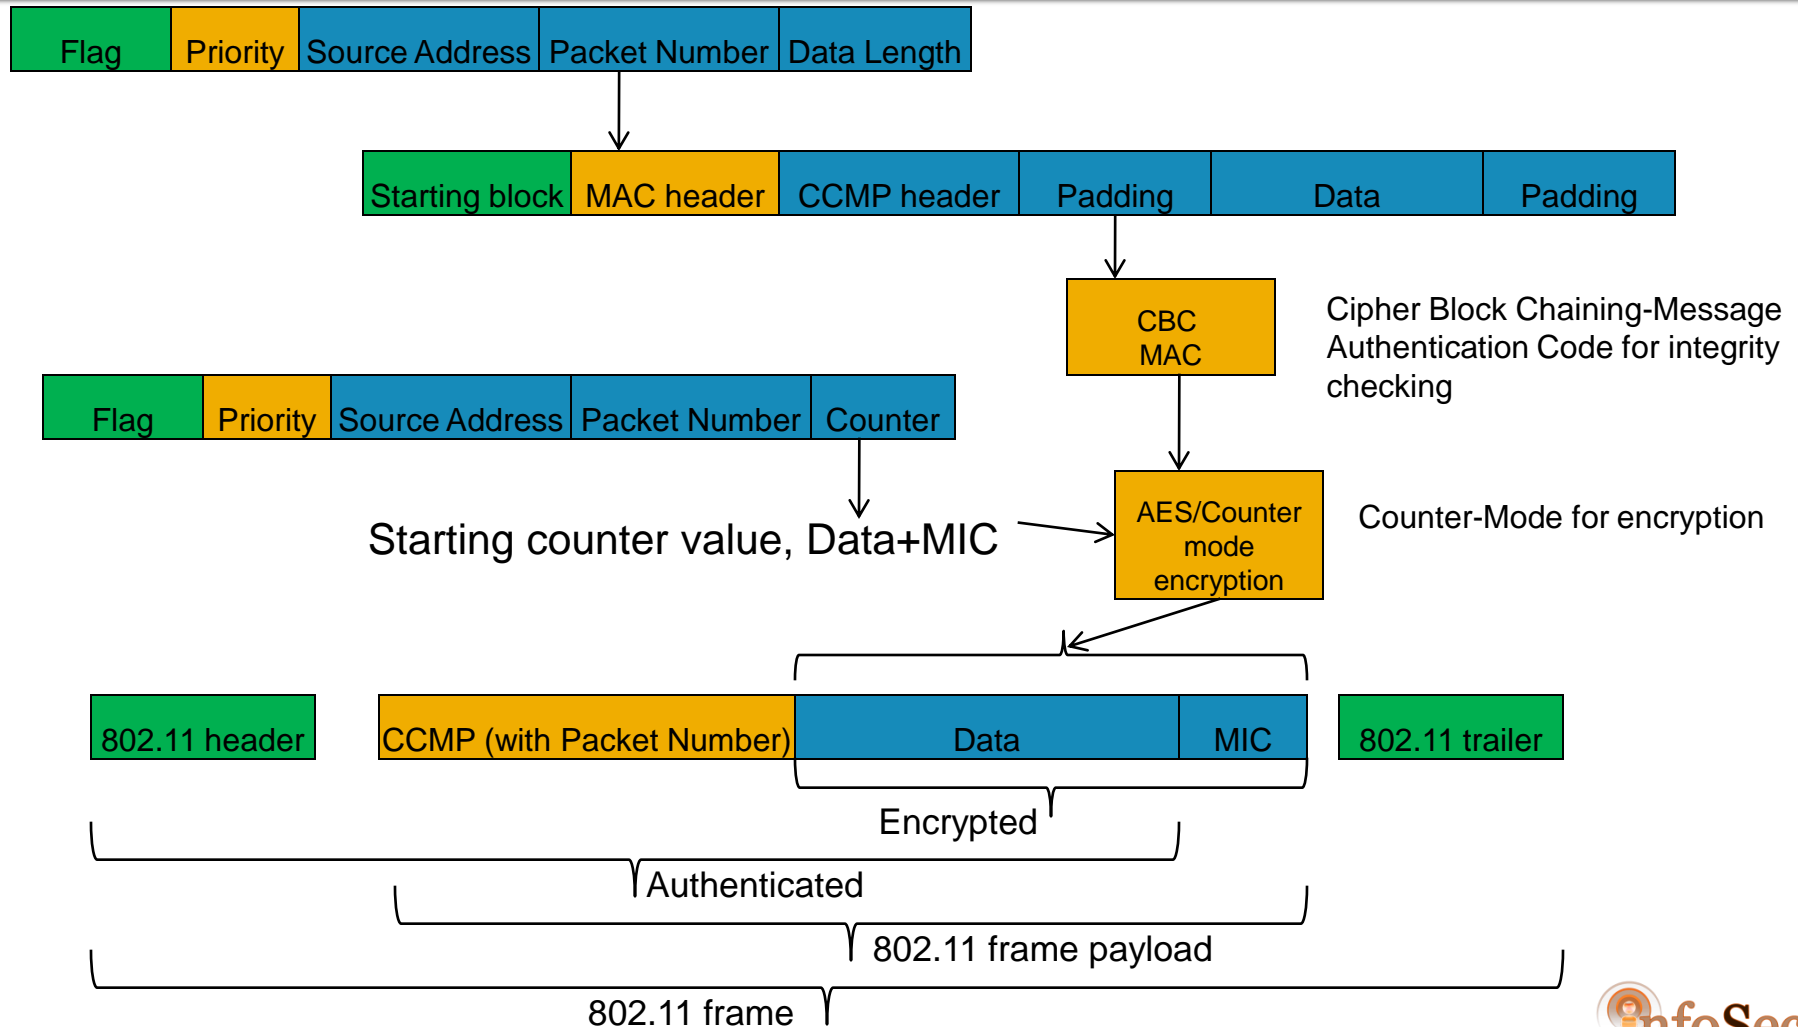 Flag Priority Source Address Packet Number Data Length
Starting block MAC header CCMP header Padding Data Padding
CBC
MAC
Cipher Block Chaining-Message
Authentication Code for integrity
checking
Flag Priority Source Address Packet Number Counter
Starting counter value, Data+MIC
AES/Counter
mode
encryption
Counter-Mode for encryption
802.11 header CCMP (with Packet Number) Data MIC 802.11 trailer
Encrypted
Authenticated
802.11 frame payload
802.11 frame